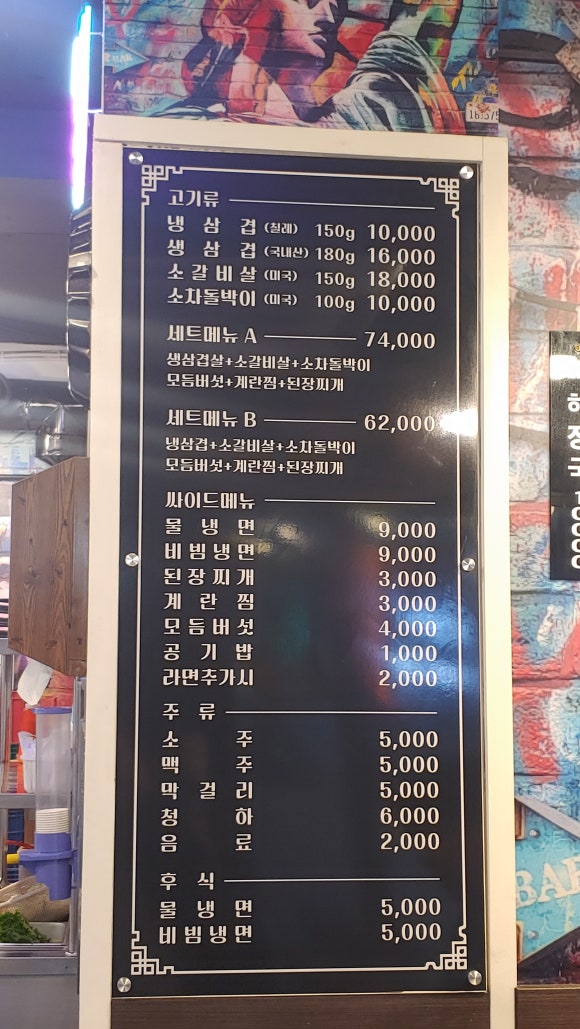 고기류
냉 삼 겹 (칠레) 150g 10,000
생 삼 겹 (국내산) 180g 16,000
소 갈 비 살 (미국) 150g 18,000
소차돌박이 (미국) 100g 10,000
세트메뉴 A 74,000
생삼겹살+소갈비살+소차돌박이
모듬버섯+계란찜+된장찌개
세트메뉴 B 62,000
냉삼겹+소갈비살+소차돌박이
모듬버섯+계란찜+된장찌개
싸이드메뉴
물 냉 면 9,000
비 빔 냉 면 9,000
된 장 찌 개 3,000
계 란 찜 3,000
모 듬 버 섯 4,000
공 기 밥 1,000
라면추가시 2,000
주 류
소 주 5,000
맥 주 5,000
막 걸 리 5,000
청 하 6,000
음 료 2,000
후 식
물 냉 면 5,000
비 빔 냉 면 5,000
BAR
BAR